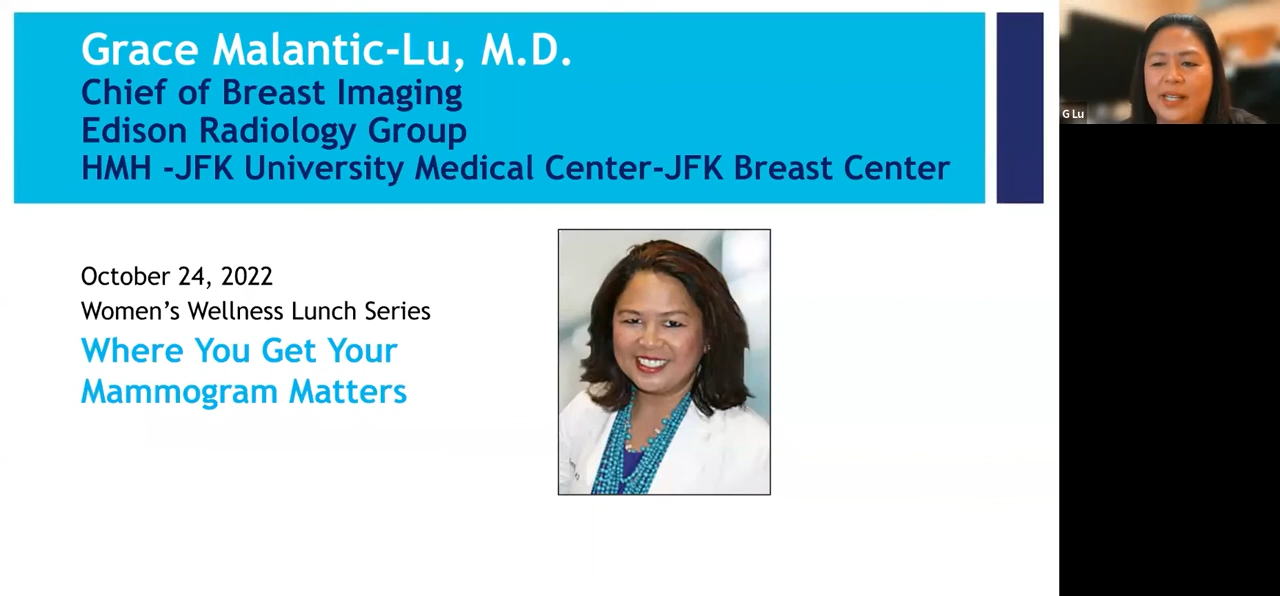 Grace Malantic-Lu, M.D.
Chief of Breast Imaging
Edison Radiology Group
HMH -JFK University Medical Center-JFK Breast Center
G Lu
October 24, 2022
Women's Wellness Lunch Series
Where You Get Your
Mammogram Matters